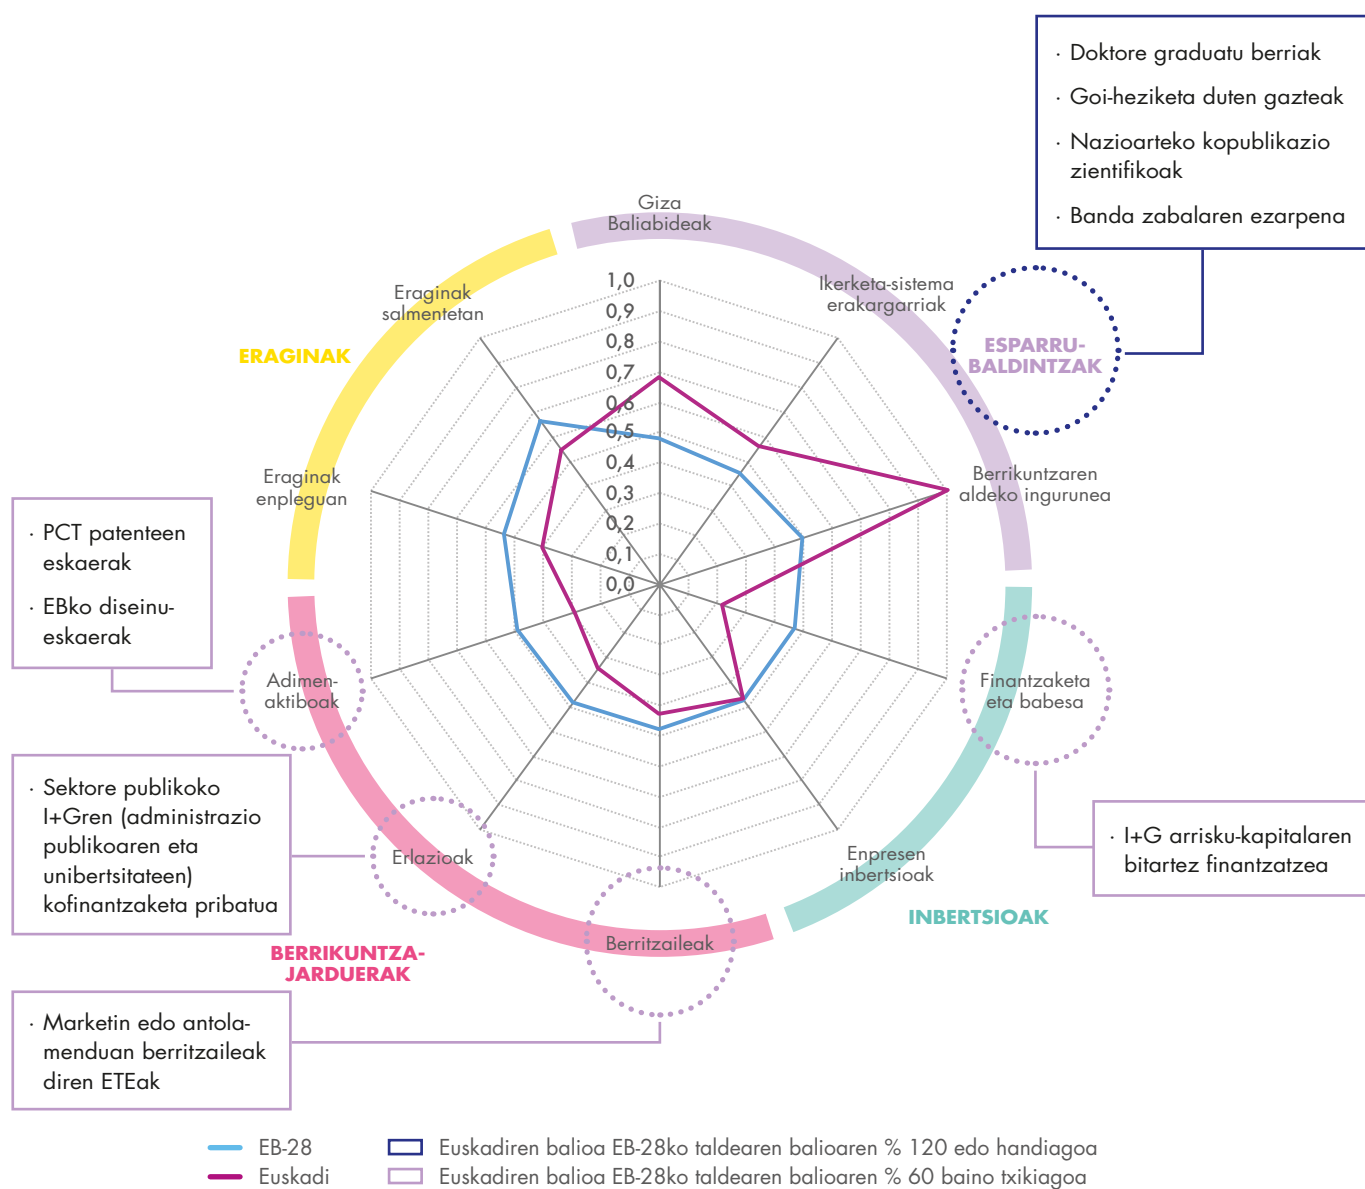 · Doktore graduatu berriak
· Goi-heziketa duten gazteak
· Nazioarteko kopublikazio
zientifikoak
· Banda zabalaren ezarpena
Giza
Baliabideak
Ikerketa-sistema
erakargarriak
ESPARRU-
BALDINTZAK
Eraginak
salmentetan
ERAGINAK
1,0
0,9
0,8
0,7
0,6
0,5
0,4
0,3
0,2
0,1
0,0
Berrikuntzaren
aldeko ingurunea
Eraginak
enpleguan
· PCT patenteen
eskaerak
· EBko diseinu-
eskaerak
Adimen-
aktiboak
Finantzaketa
eta babesa
· Sektore publikoko
I+Gren (administrazio
publikoaren eta
unibertsitateen)
kofinantzaketa pribatua
Erlazioak
Enpresen
inbertsioak
· I+G arrisku-kapitalaren
bitartez finantzatzea
INBERTSIOAK
Berritzaileak
BERRIKUNTZA-
JARDUERAK
· Marketin edo antola-
menduan berritzaileak
diren ETEak
EB-28
Euskadiren balioa EB-28ko taldearen balioaren % 120 edo handiagoa
Euskadi
Euskadiren balioa EB-28ko taldearen balioaren % 60 baino txikiagoa